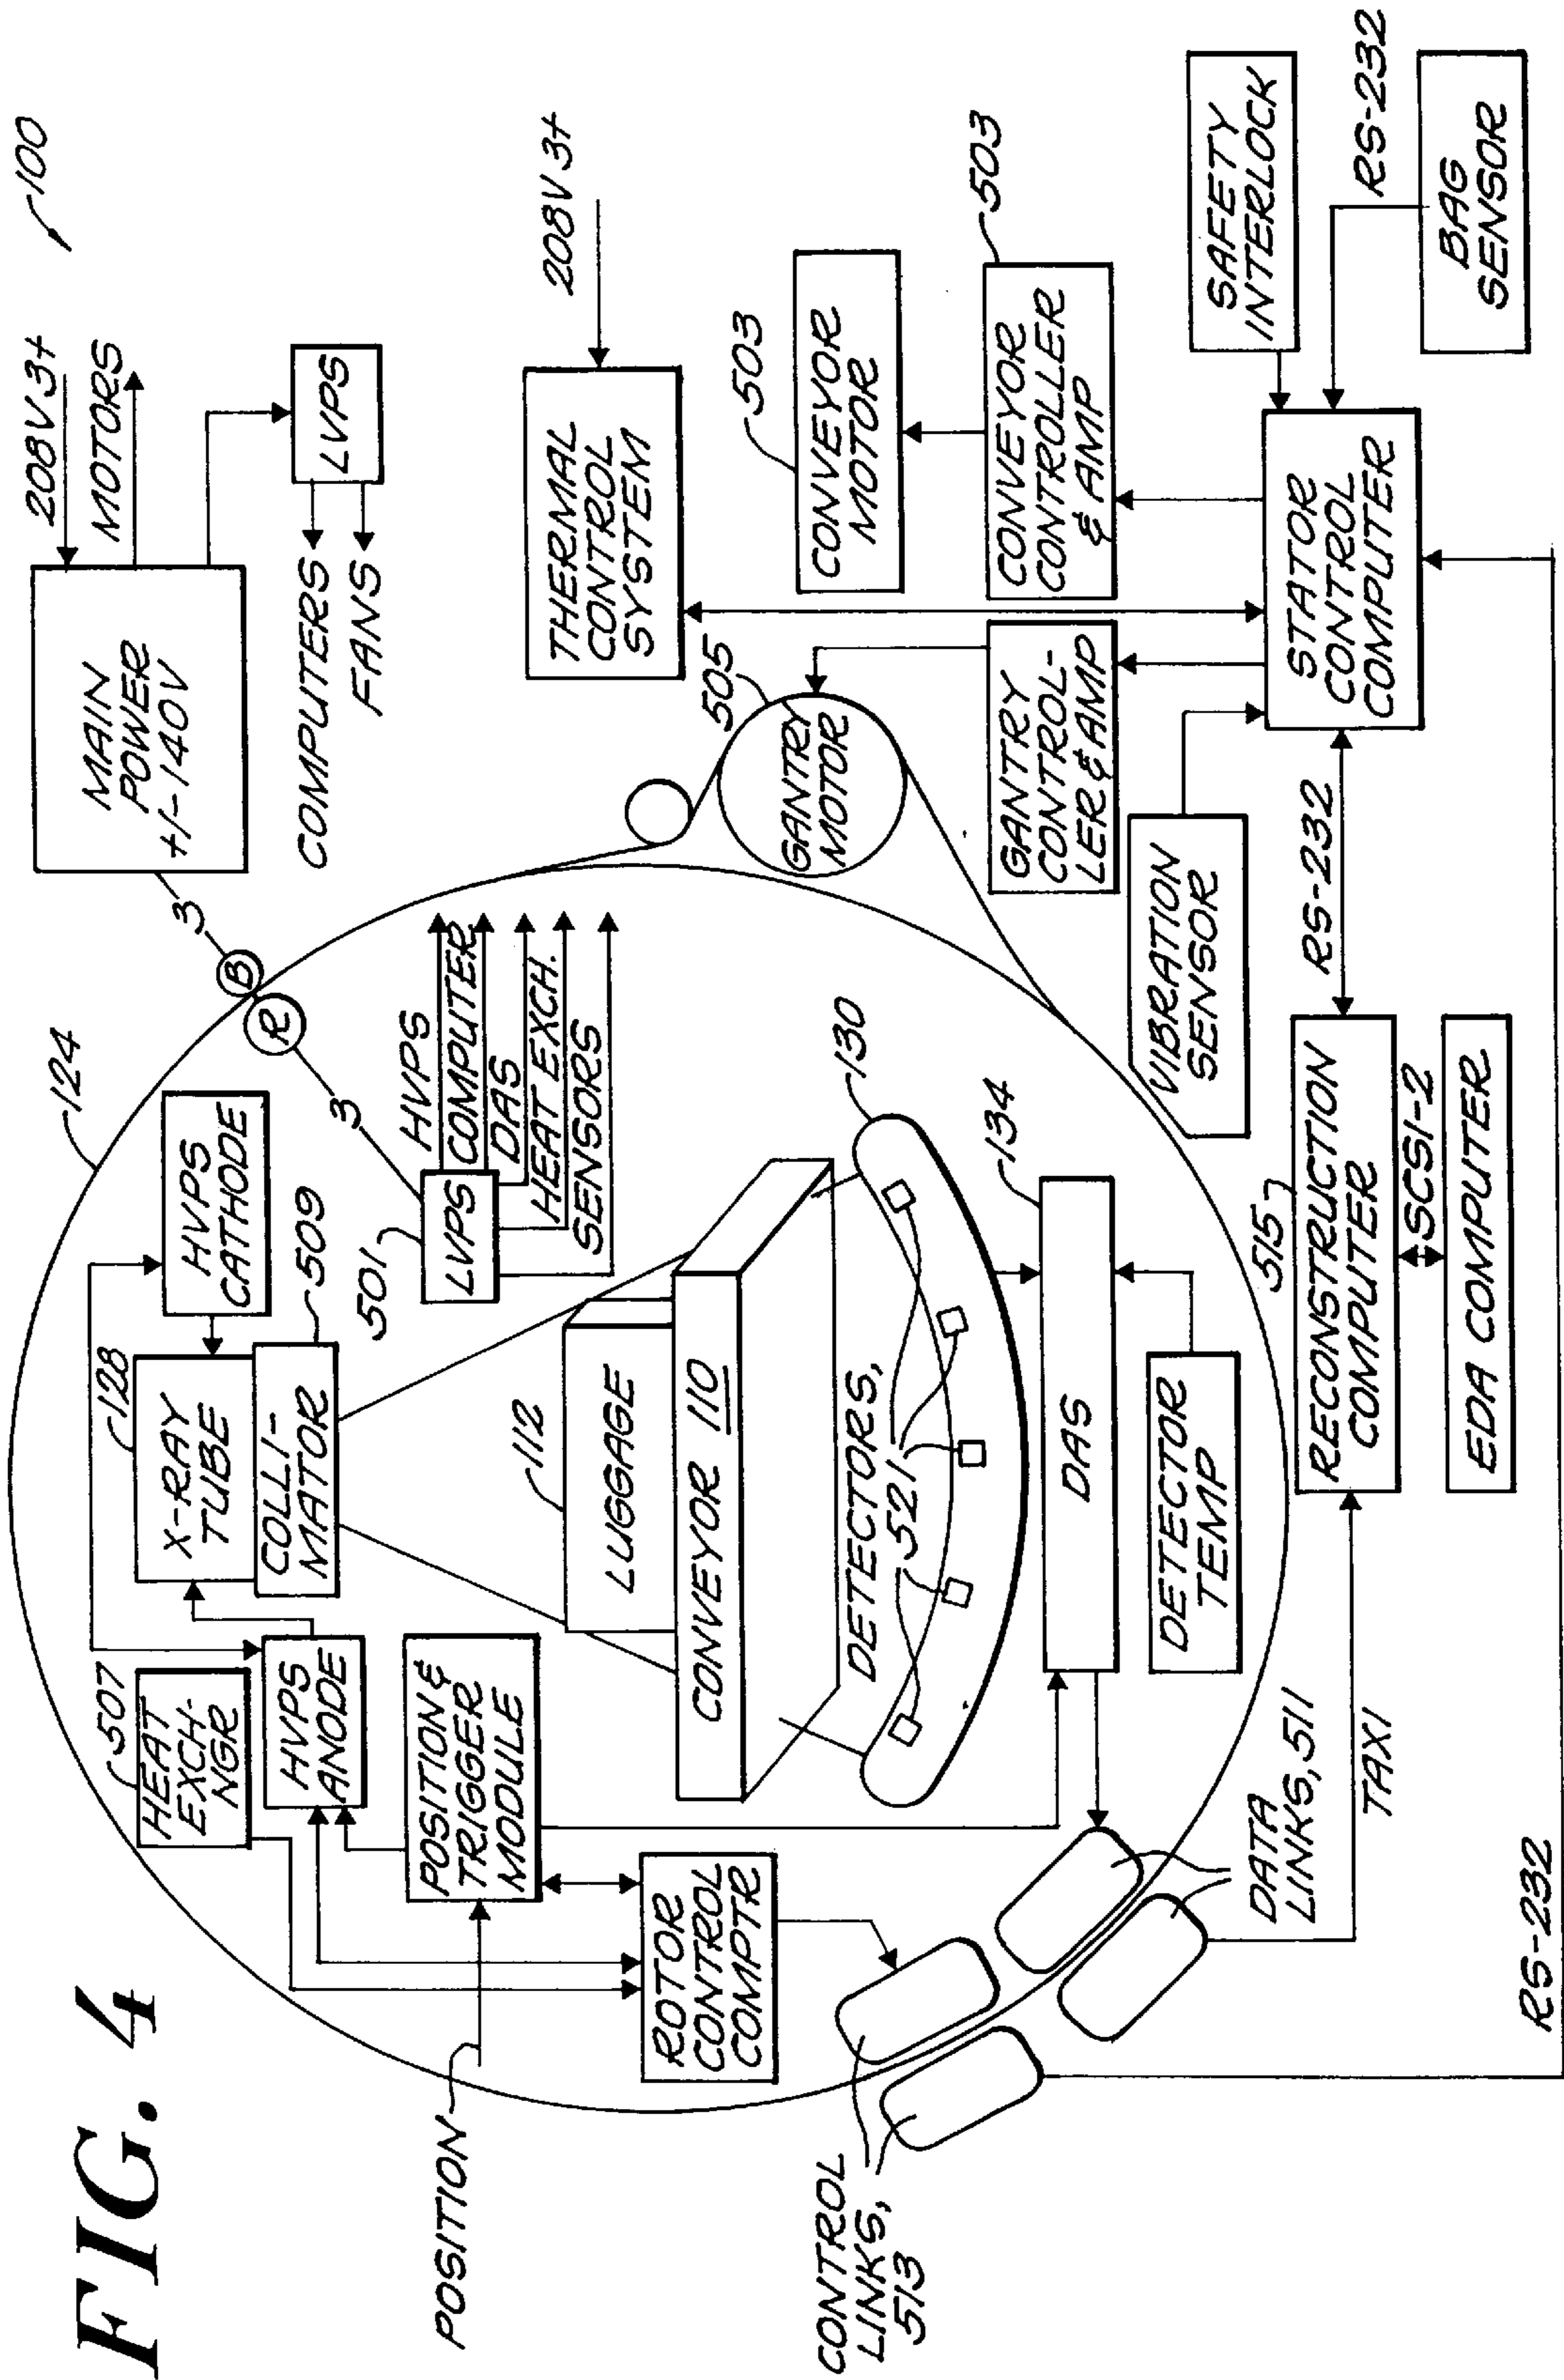 FIG. 4
100
208V 3+
MOTORS
MAIN
POWER
+/-140V
LVPS
COMPUTERS
FANS
3
B
R
3
124
208V 3+
THERMAL
CONTROL
SYSTEM
505
GANTRY
MOTOR
503
CONVEYOR
MOTOR
503
CONVEYOR
CONTROLLER
& AMP
GANTRY
CONTROL-
LER & AMP
VIBRATION
SENSOR
SAFETY
INTERLOCK
RS-232
BAG
SENSOR
STATOR
CONTROL
COMPUTER
RS-232
507
HEAT
EXCH-
NGR
HVPS
ANODE
128
X-RAY
TUBE
COLLI-
MATOR
509
HVPS
CATHODE
501
LVPS
HVPS
COMPUTER
DAS
HEAT EXCH.
SENSORS
POSITION
POSITION &
TRIGGER
MODULE
ROTOR
CONTROL
COMPTR
112
LUGGAGE
CONVEYOR 110
DETECTORS,
521
130
134
DAS
DETECTOR
TEMP
CONTROL
LINKS,
513
DATA
LINKS, 511
TAXI
515
RECONSTRUCTION
COMPUTER
SCSI-2
EDA COMPUTER
RS-232